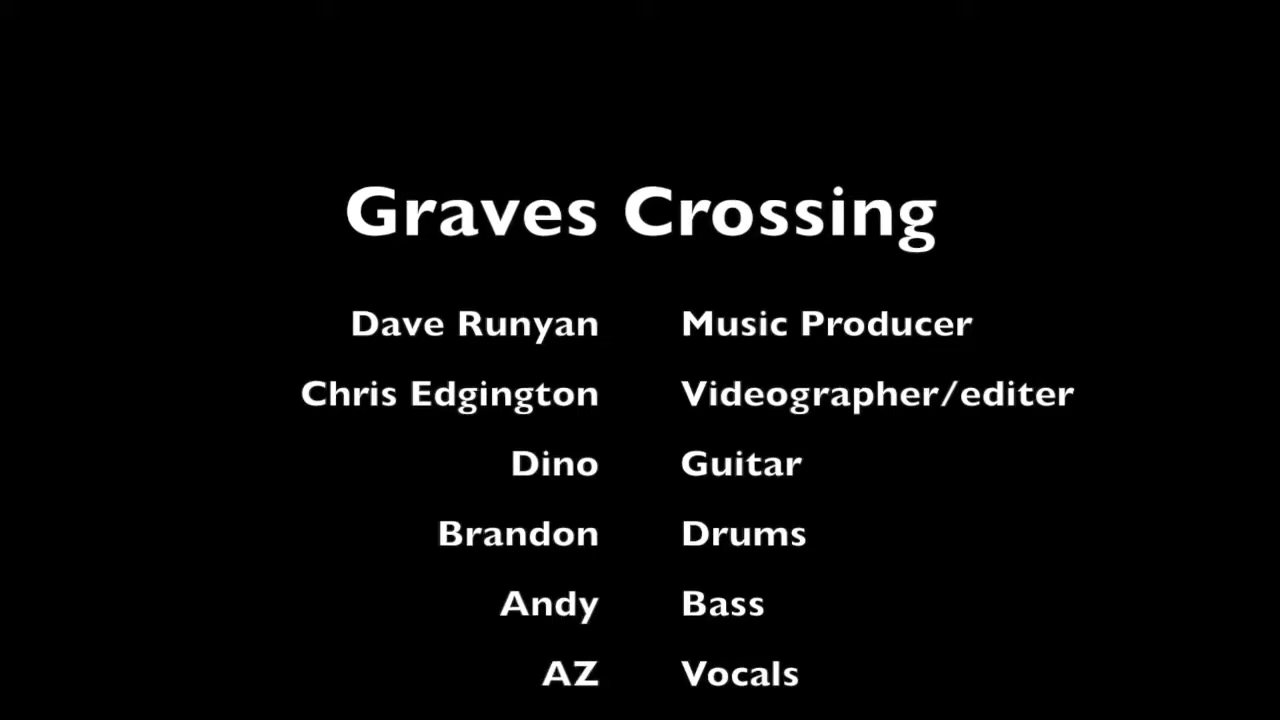 Graves Crossing
Dave Runyan Music Producer
Chris Edgington Videographer/editer
Dino Guitar
Brandon Drums
Andy Bass
AZ Vocals